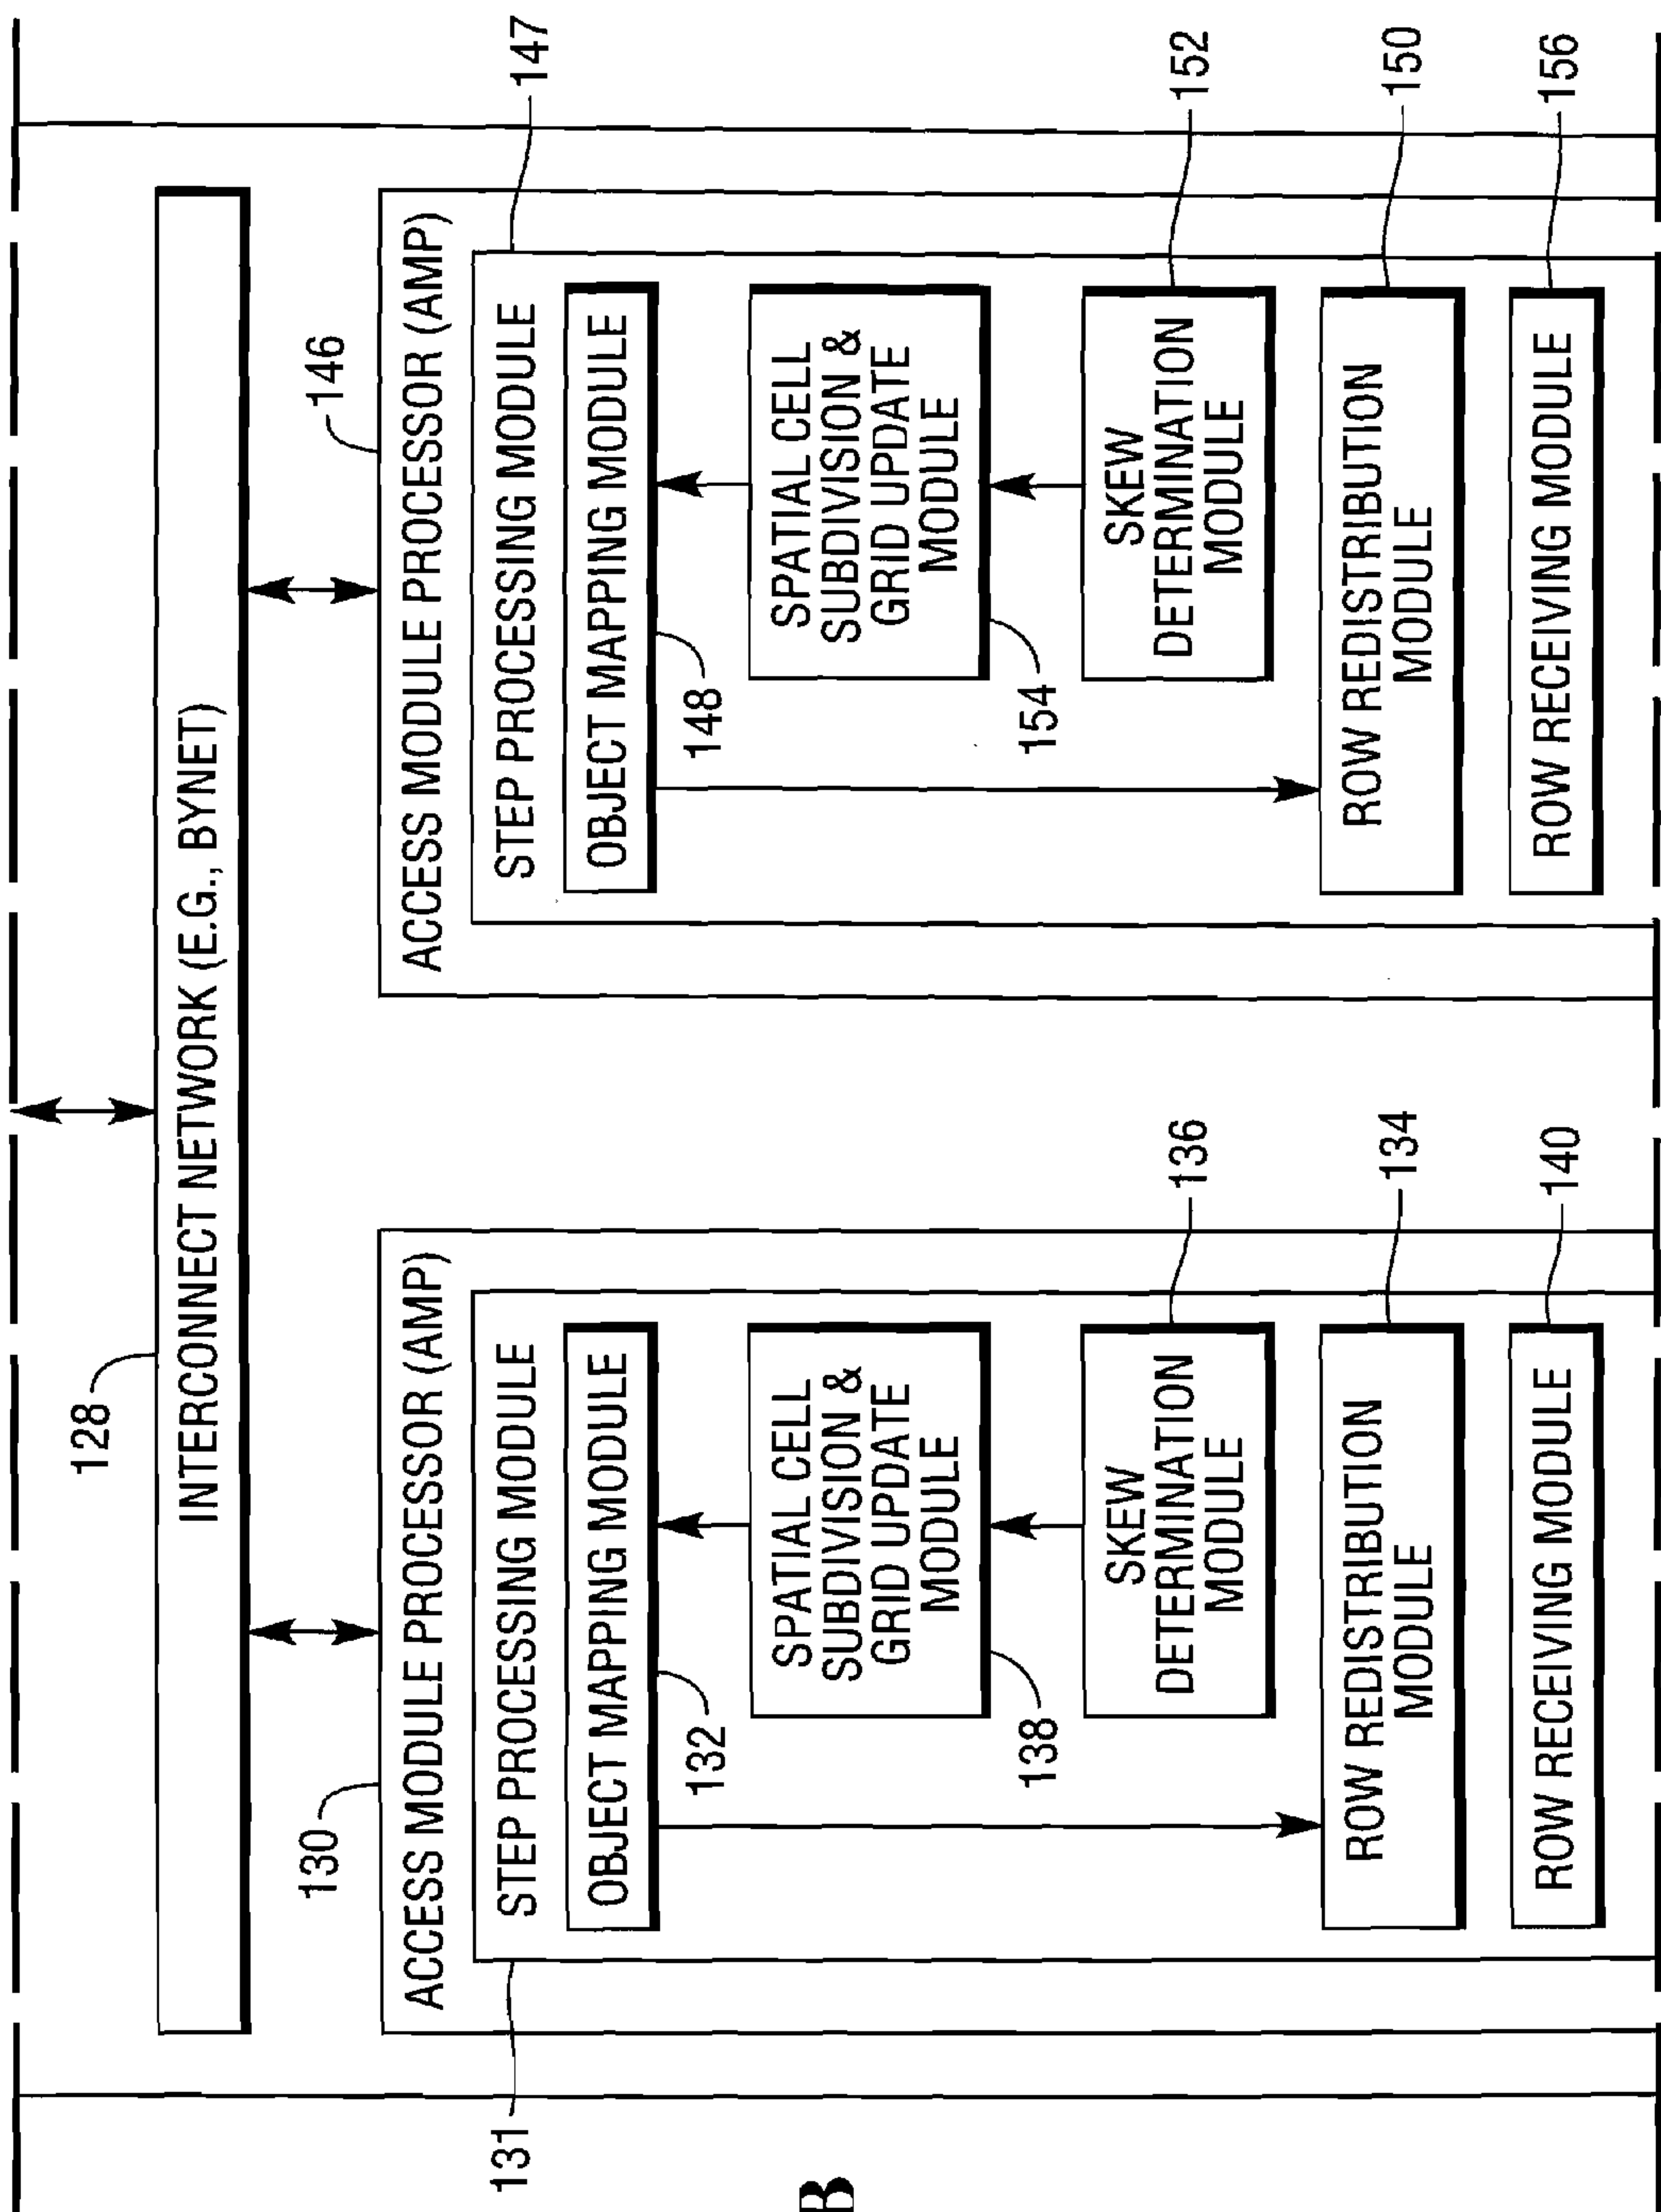 128
INTERCONNECT NETWORK (E.G., BYNET)
130
ACCESS MODULE PROCESSOR (AMP)
131
STEP PROCESSING MODULE
OBJECT MAPPING MODULE
132
SPATIAL CELL
SUBDIVISION &
GRID UPDATE
MODULE
138
SKEW
DETERMINATION
MODULE
136
ROW REDISTRIBUTION
MODULE
134
ROW RECEIVING MODULE
140
146
ACCESS MODULE PROCESSOR (AMP)
147
STEP PROCESSING MODULE
OBJECT MAPPING MODULE
148
SPATIAL CELL
SUBDIVISION &
GRID UPDATE
MODULE
154
SKEW
DETERMINATION
MODULE
152
ROW REDISTRIBUTION
MODULE
150
ROW RECEIVING MODULE
156
B